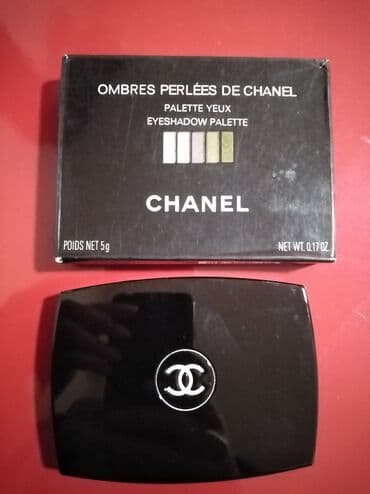 OMBRES PERLÉES DE CHANEL
PALETTE YEUX
EYESHADOW PALETTE
CHANEL
POIDS NET 5g
NET WT. 0.17 OZ.